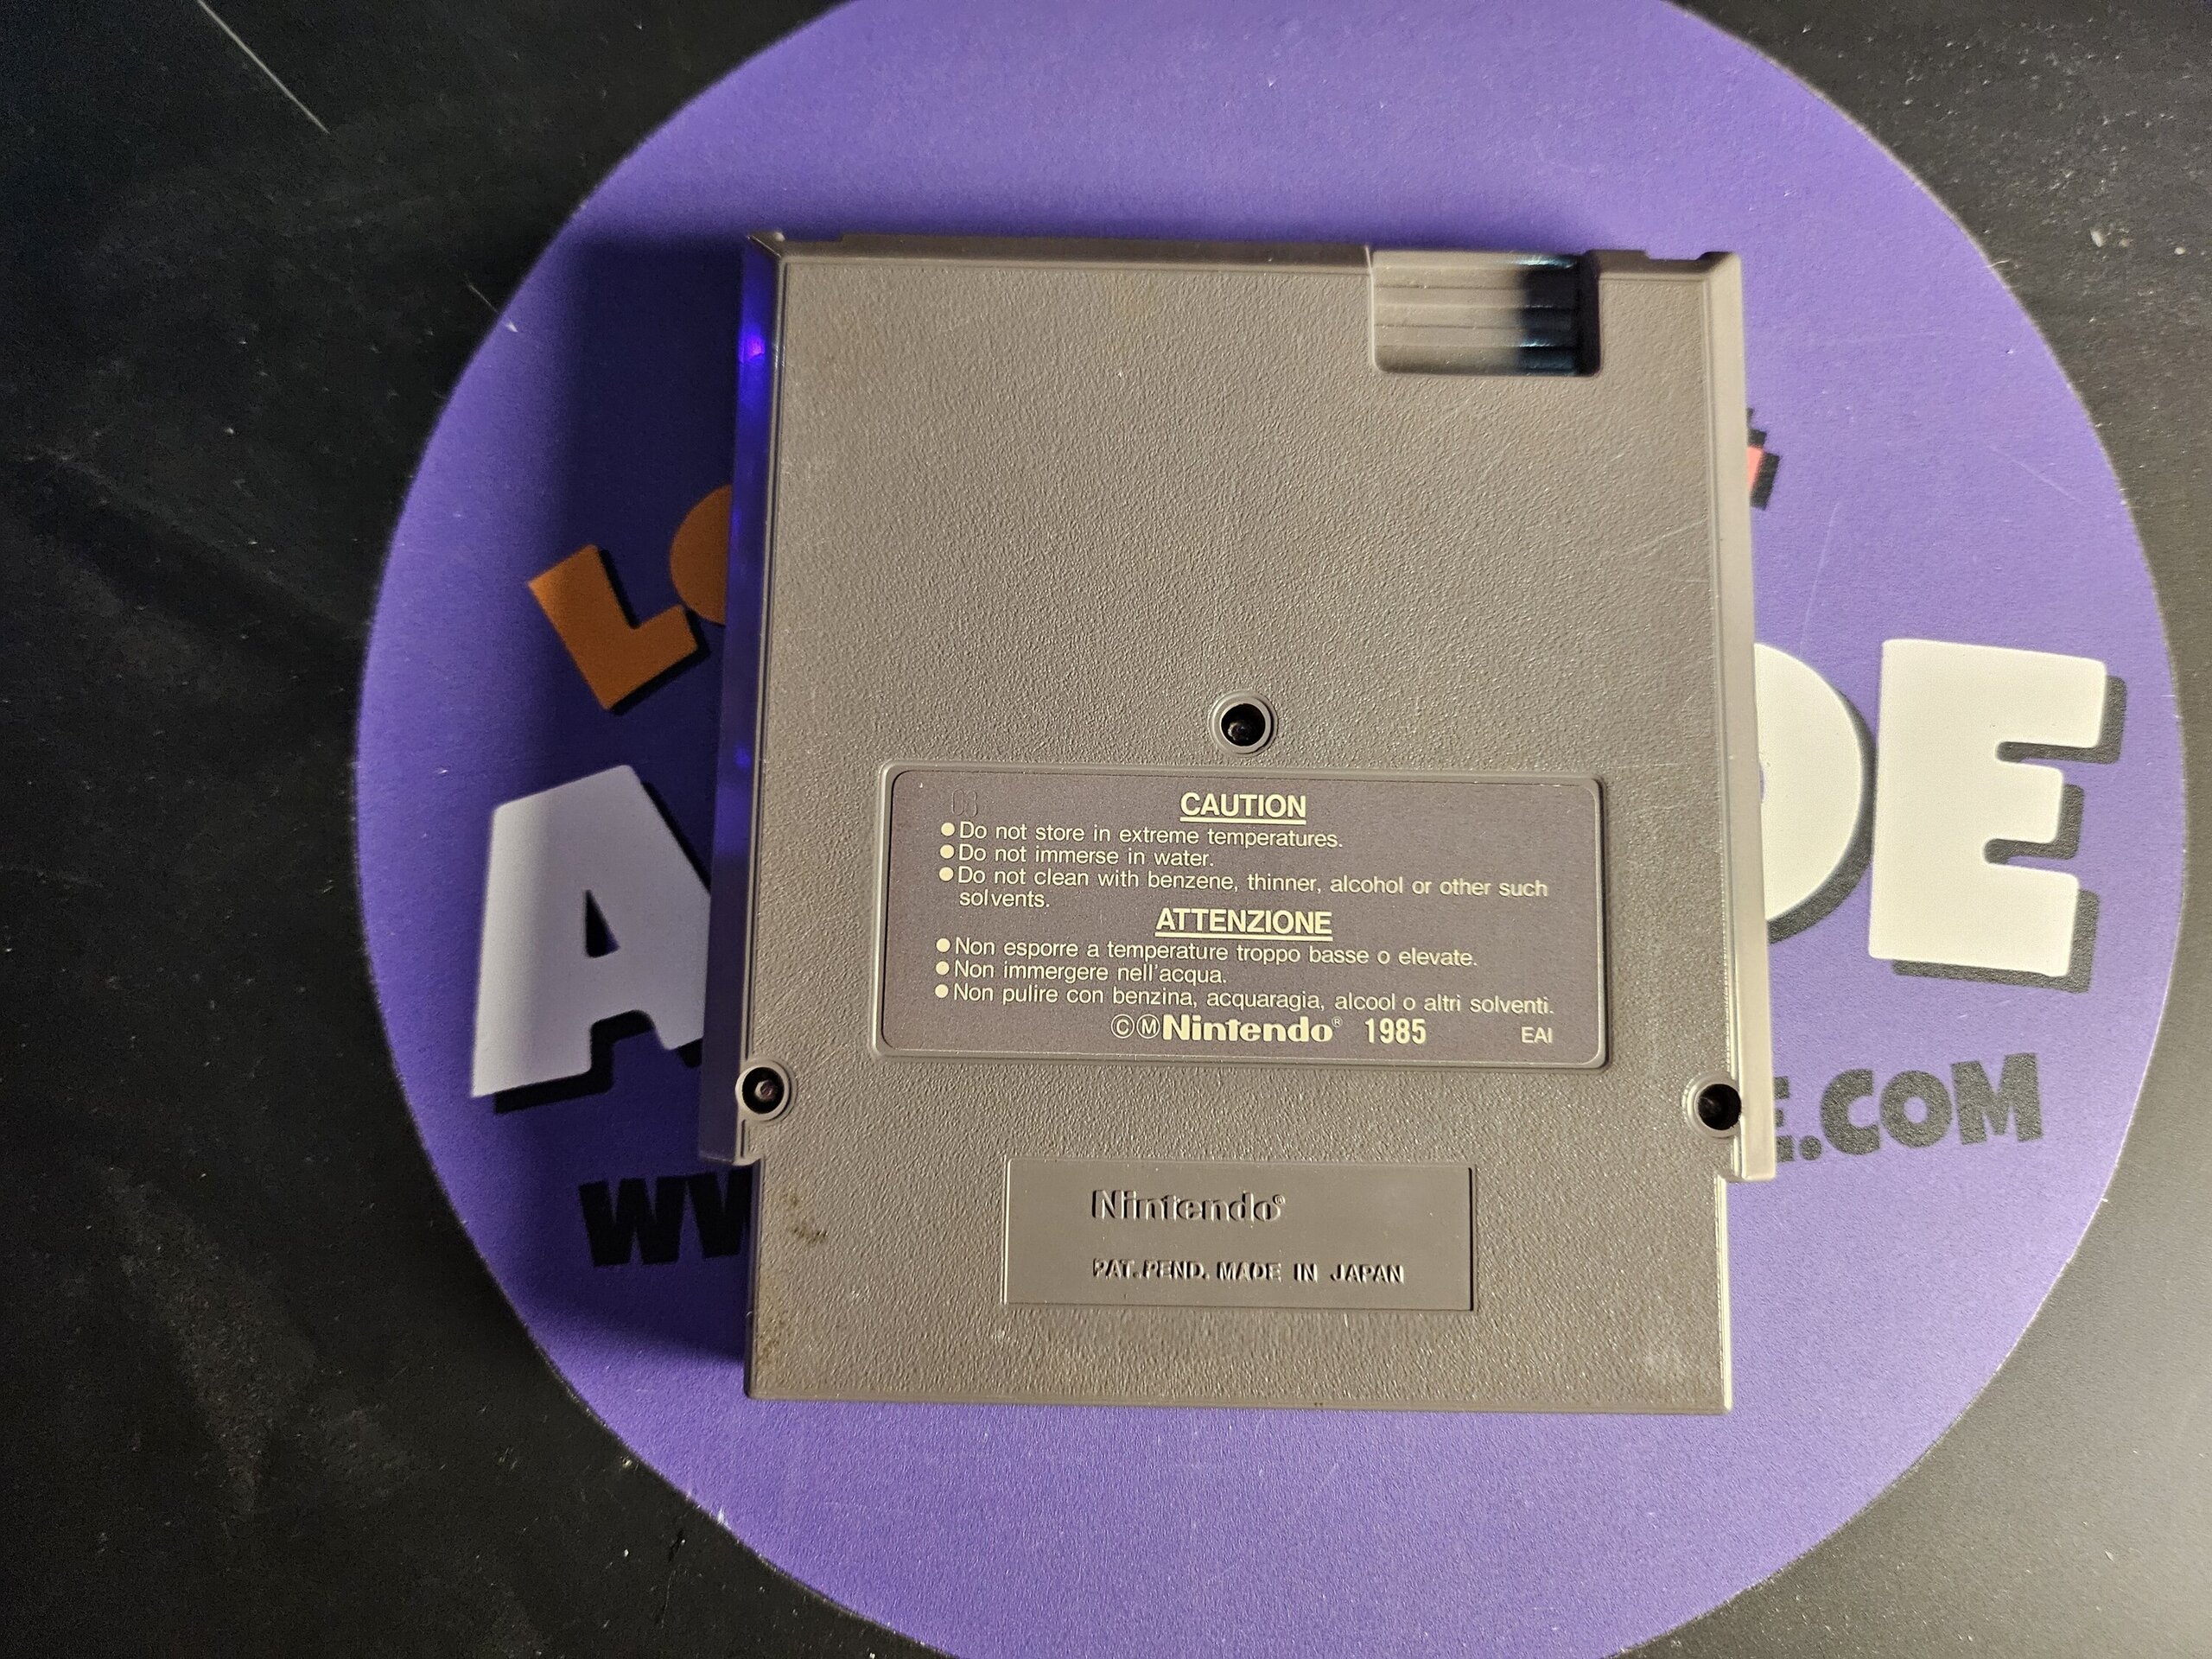 CAUTION
●Do not store in extreme temperatures.
●Do not immerse in water.
●Do not clean with benzene, thinner, alcohol or other such
solvents.
ATTENZIONE
●Non esporre a temperature troppo basse o elevate.
●Non immergere nell'acqua.
●Non pulire con benzina, acquaragia, alcool o altri solventi.
©ⓂNintendo® 1985 EAI
Nintendo®
PAT. PEND. MADE IN JAPAN
.COM